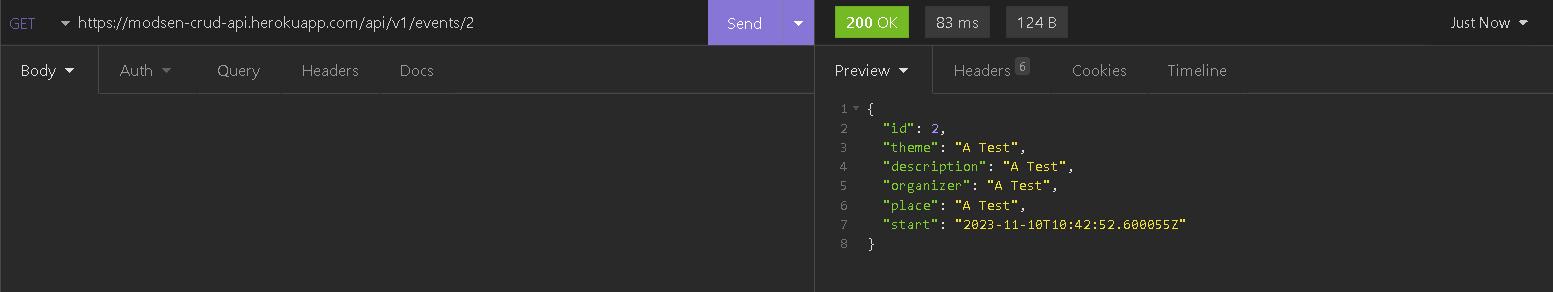 GET https://modsen-crud-api.herokuapp.com/api/v1/events/2 Send 200 OK 83 ms 124 B Just Now
Body Auth Query Headers Docs Preview Headers 6 Cookies Timeline
1 {
2 "id": 2,
3 "theme": "A Test",
4 "description": "A Test",
5 "organizer": "A Test",
6 "place": "A Test",
7 "start": "2023-11-10T10:42:52.600055Z"
8 }